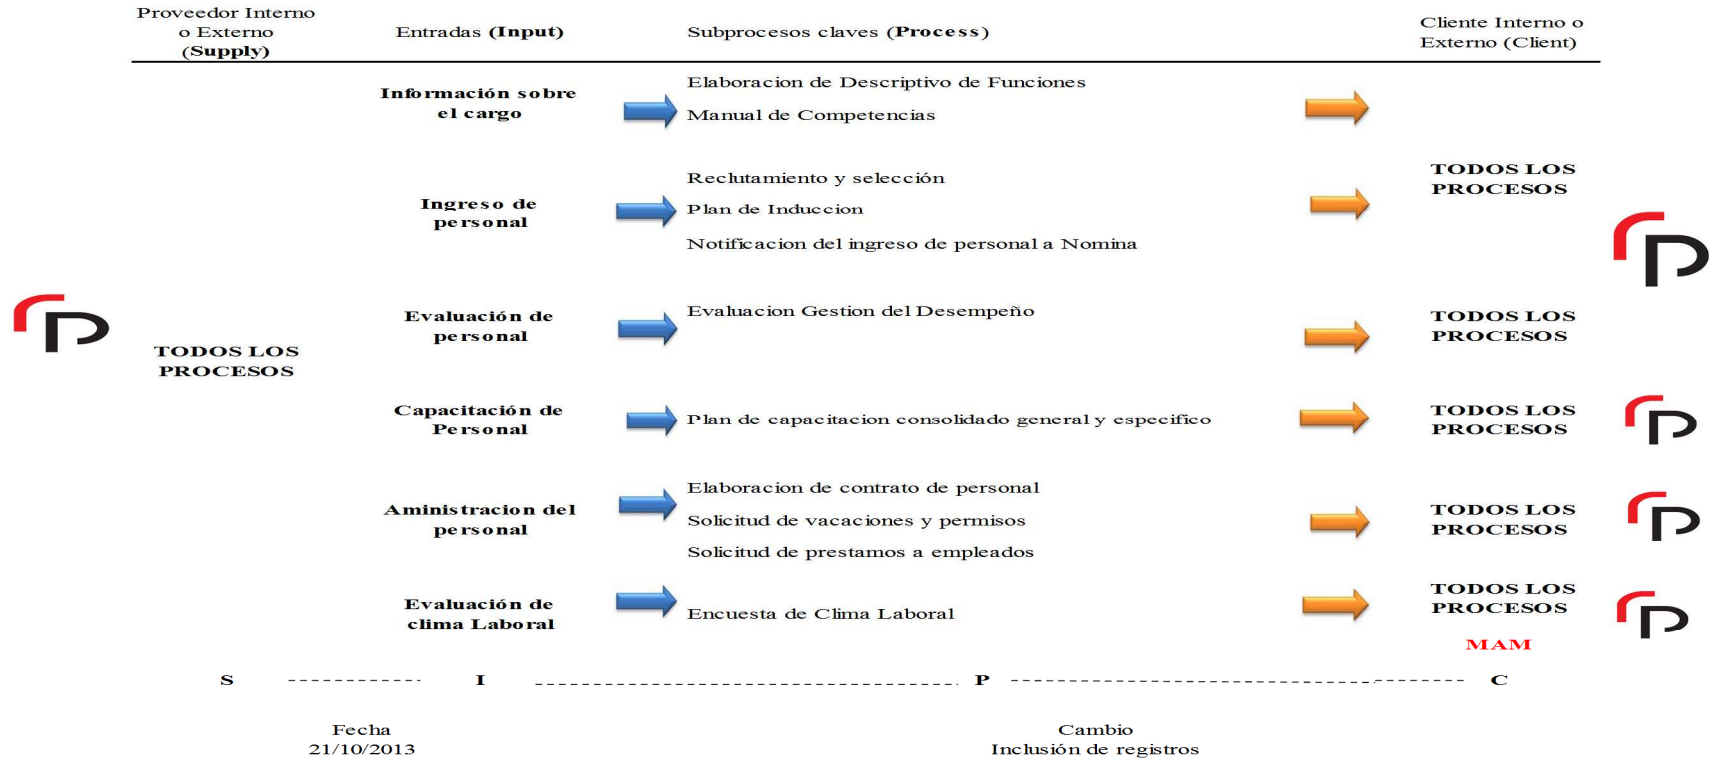 Proveedor Interno
o Externo
(Supply)
Entradas (Input)
Subprocesos claves (Process)
Cliente Interno o
Externo (Client)
Información sobre
el cargo
Elaboracion de Descriptivo de Funciones
Manual de Competencias
Ingreso de
personal
Reclutamiento y selección
Plan de Induccion
Notificacion del ingreso de personal a Nomina
TODOS LOS
PROCESOS
TODOS LOS
PROCESOS
Evaluación de
personal
Evaluacion Gestion del Desempeño
TODOS LOS
PROCESOS
Capacitación de
Personal
Plan de capacitacion consolidado general y especifico
TODOS LOS
PROCESOS
Aministracion del
personal
Elaboracion de contrato de personal
Solicitud de vacaciones y permisos
Solicitud de prestamos a empleados
TODOS LOS
PROCESOS
Evaluación de
clima Laboral
Encuesta de Clima Laboral
TODOS LOS
PROCESOS
MAM
S -------------- I ------------------------------------------ P ------------------------------------------ C
Fecha
21/10/2013
Cambio
Inclusión de registros